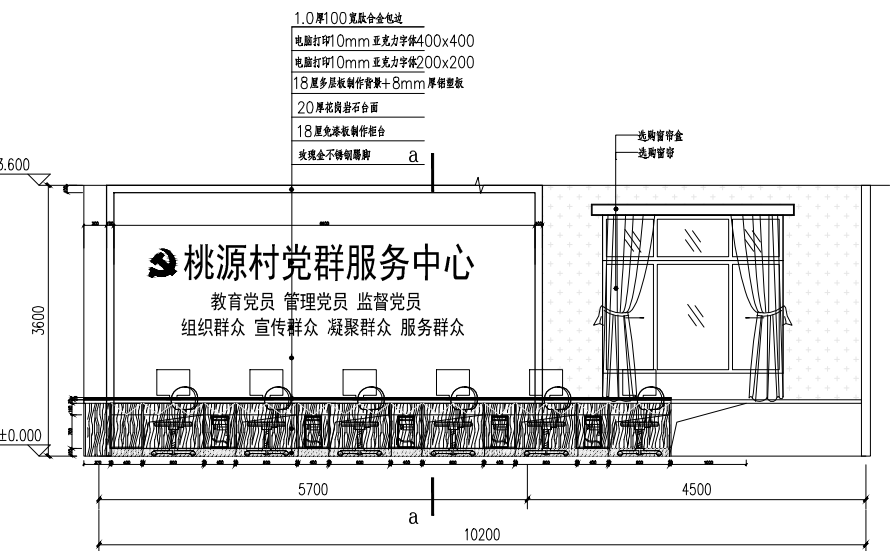 1.0厚100宽肽合金包边
电脑打印10mm亚克力字体400x400
电脑打印10mm亚克力字体200x200
18厘多层板制作背景+8mm厚铝塑板
20厚花岗岩石台面
18厘免漆板制作柜台
玫瑰金不锈钢踢脚
a
选购窗帘盒
选购窗帘
3.600
桃源村党群服务中心
教育党员 管理党员 监督党员
组织群众 宣传群众 凝聚群众 服务群众
3600
±0.000
5700
4500
a
10200